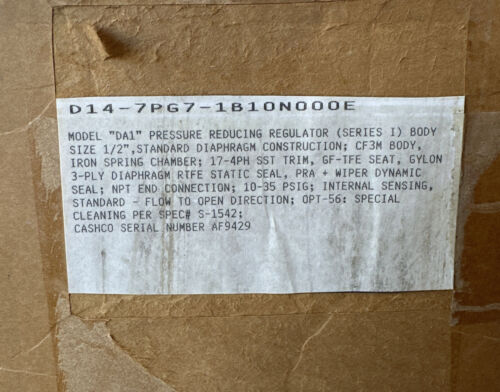 D14-7PG7-1B10N000E
MODEL "DA1" PRESSURE REDUCING REGULATOR (SERIES I) BODY
SIZE 1/2",STANDARD DIAPHRAGM CONSTRUCTION; CF3M BODY,
IRON SPRING CHAMBER; 17-4PH SST TRIM, GF-TFE SEAT, GYLON
3-PLY DIAPHRAGM RTFE STATIC SEAL, PRA + WIPER DYNAMIC
SEAL; NPT END CONNECTION; 10-35 PSIG; INTERNAL SENSING,
STANDARD - FLOW TO OPEN DIRECTION; OPT-56: SPECIAL
CLEANING PER SPEC# S-1542;
CASHCO SERIAL NUMBER AF9429